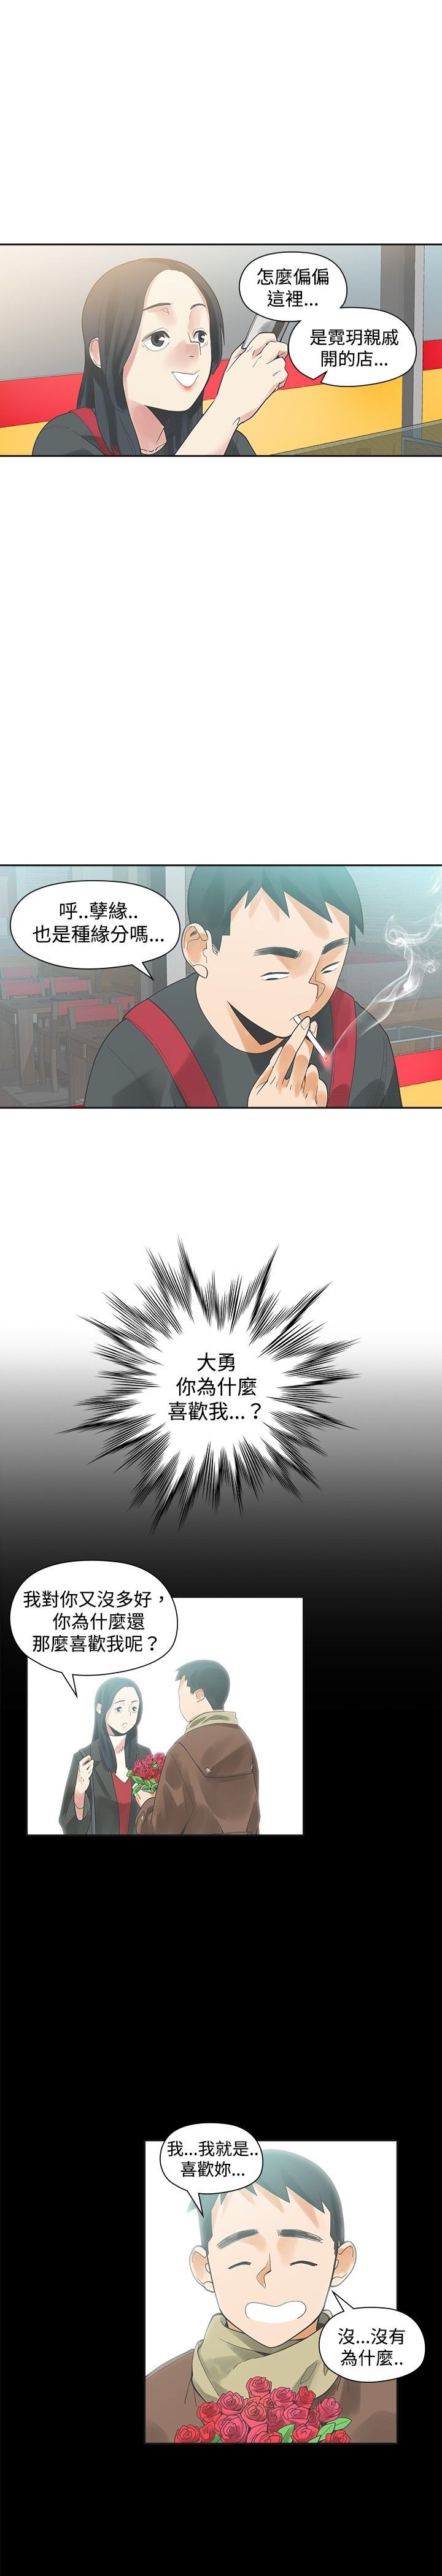 怎麼偏偏
這裡...
是霓玥親戚
開的店...
呼..孽緣..
也是種緣分嗎...
大勇
你為什麼
喜歡我...？
我對你又沒多好，
你為什麼還
那麼喜歡我呢？
我...我就是..
喜歡妳...
沒...沒有
為什麼..